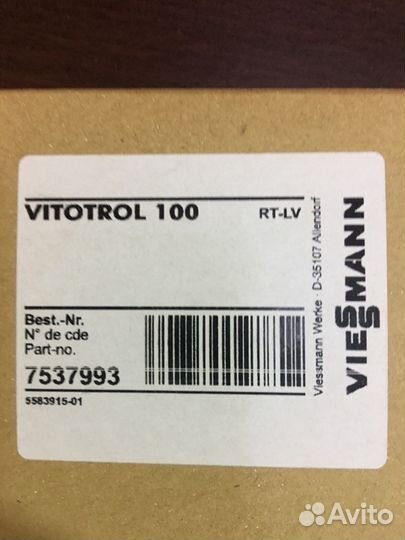 VITOTROL 100
RT-LV
Best.-Nr.
N° de cde
Part-no.
7537993
5583915-01
Viessmann Werke · D-35107 Allendorf
VIESSMANN
Avito